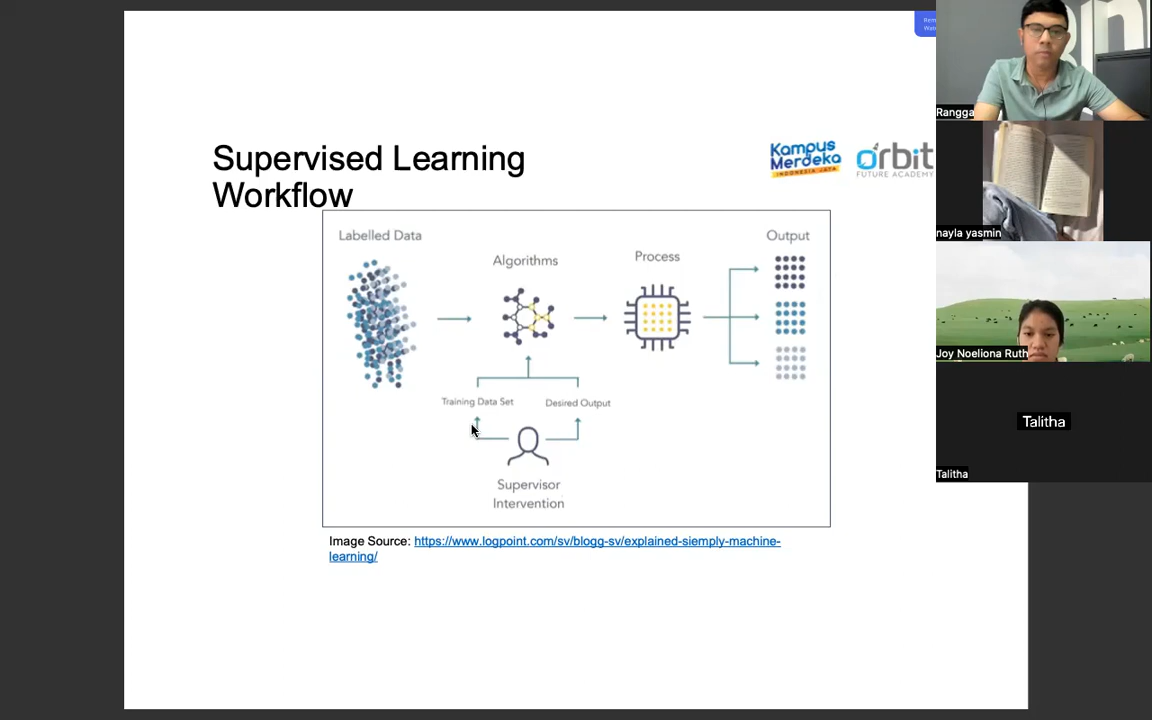 Supervised Learning
Workflow
Kampus
Merdeka
INDONESIA JAYA
orbit
FUTURE ACADEMY
Labelled Data
Algorithms
Process
Output
Training Data Set
Desired Output
Supervisor
Intervention
Image Source: https://www.logpoint.com/sv/blogg-sv/explained-siemply-machine-
learning/
Rangga
nayla yasmin
Joy Noeliona Ruth
Talitha
Talitha